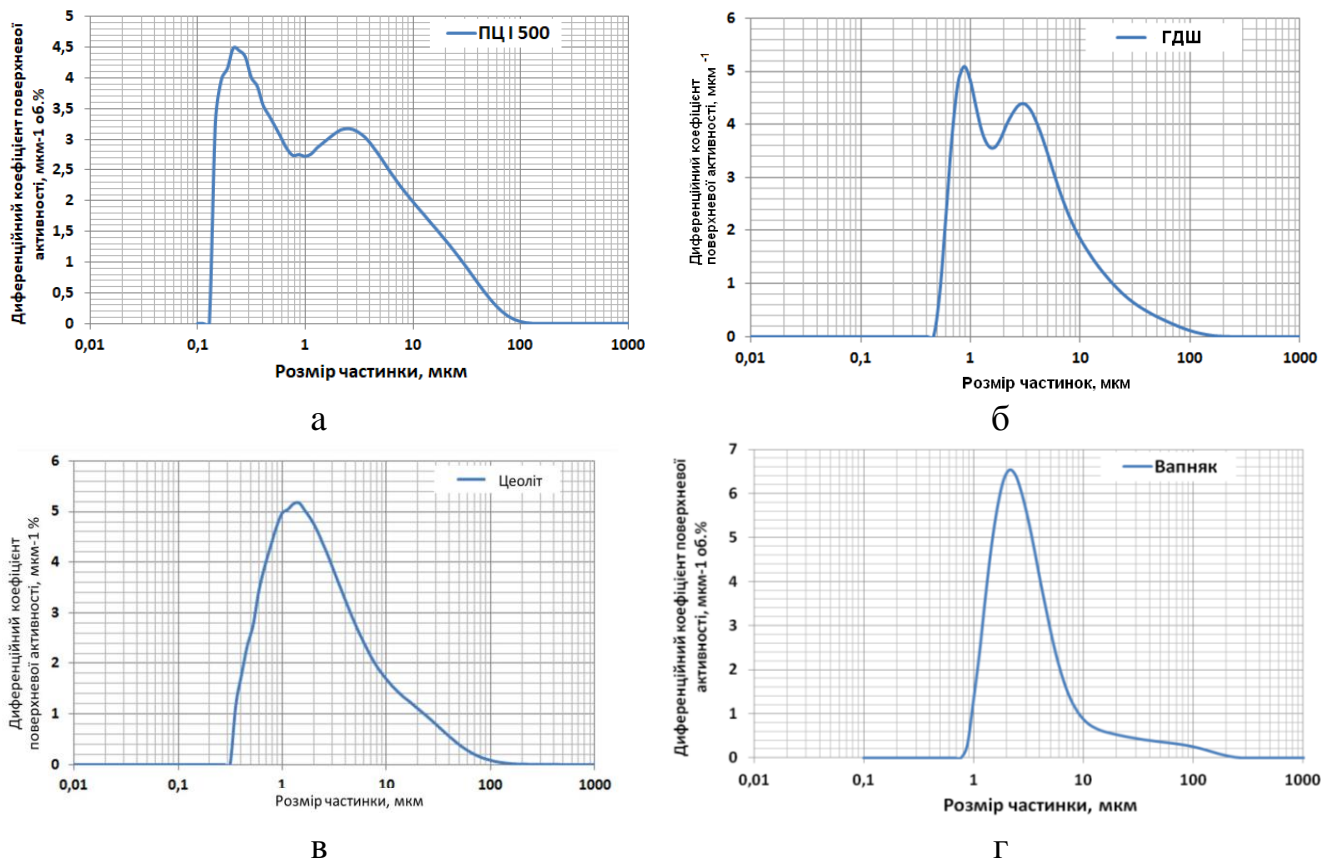 Диференційний коефіцієнт поверхневої
активності, мкм-1 об.%
5
4,5
4
3,5
3
2,5
2
1,5
1
0,5
0
ПЦ І 500
0,01 0,1 1 10 100 1000
Розмір частинки, мкм
а
Диференційний коефіцієнт
поверхневої активності, мкм -1
6
5
4
3
2
1
0
ГДШ
0,01 0,1 1 10 100 1000
Розмір частинок, мкм
б
Диференційний коефіцієнт
поверхневої активності, мкм-1 %
6
5
4
3
2
1
0
Цеоліт
0,01 0,1 1 10 100 1000
Розмір частинки, мкм
в
Диференційний коефіцієнт поверхневої
активності, мкм-1 об.%
7
6
5
4
3
2
1
0
Вапняк
0,01 0,1 1 10 100 1000
Розмір частинки, мкм
г